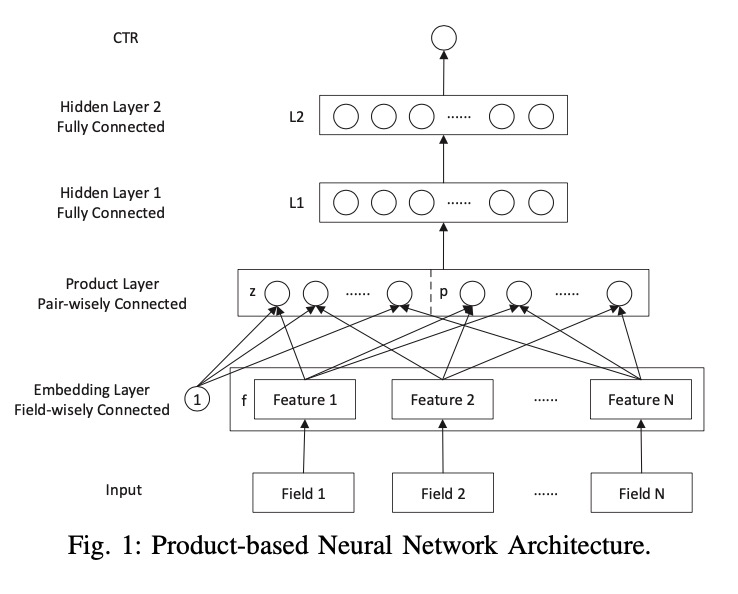 CTR
Hidden Layer 2
Fully Connected
L2
......
Hidden Layer 1
Fully Connected
L1
......
Product Layer
Pair-wisely Connected
z
......
p
......
Embedding Layer
Field-wisely Connected
1
f
Feature 1
Feature 2
......
Feature N
Input
Field 1
Field 2
......
Field N
Fig. 1: Product-based Neural Network Architecture.